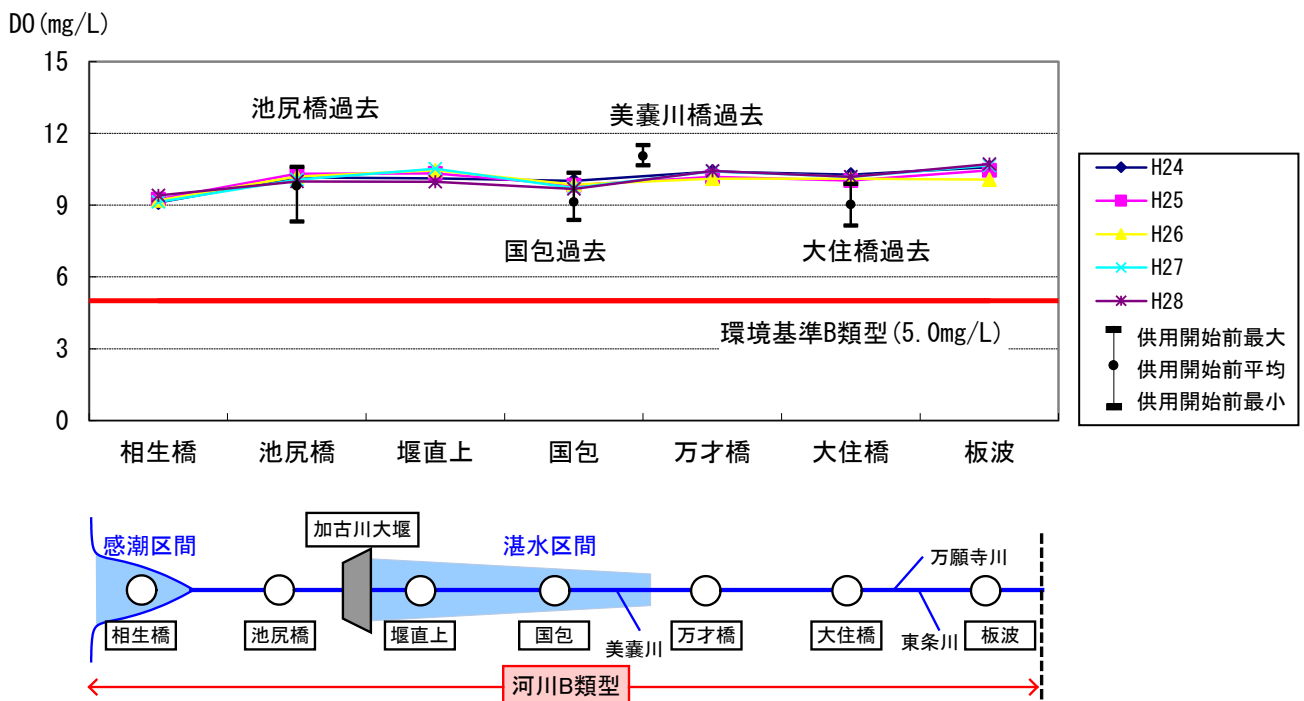 DO(mg/L)
15
12
9
6
3
0
池尻橋過去
美嚢川橋過去
国包過去
大住橋過去
環境基準B類型(5.0mg/L)
相生橋
池尻橋
堰直上
国包
万才橋
大住橋
板波
H24
H25
H26
H27
H28
供用開始前最大
供用開始前平均
供用開始前最小
感潮区間
加古川大堰
湛水区間
万願寺川
相生橋
池尻橋
堰直上
国包
美嚢川
万才橋
大住橋
東条川
板波
河川B類型